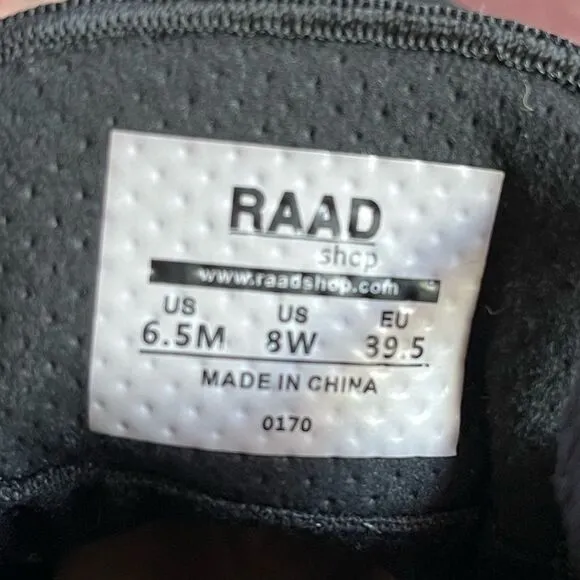 RAAD
shop
www.raadshop.com
US US EU
6.5M 8W 39.5
MADE IN CHINA
0170